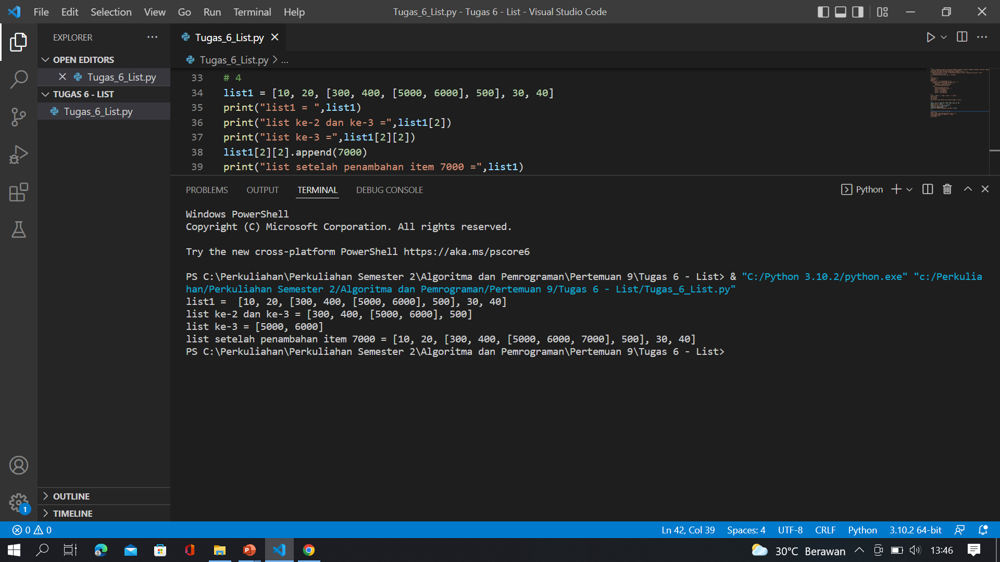 File Edit Selection View Go Run Terminal Help
Tugas_6_List.py - Tugas 6 - List - Visual Studio Code
EXPLORER
OPEN EDITORS
Tugas_6_List.py
TUGAS 6 - LIST
Tugas_6_List.py
OUTLINE
TIMELINE
1
Tugas_6_List.py
Tugas_6_List.py > ...
33 # 4
34 list1 = [10, 20, [300, 400, [5000, 6000], 500], 30, 40]
35 print("list1 = ",list1)
36 print("list ke-2 dan ke-3 =",list1[2])
37 print("list ke-3 =",list1[2][2])
38 list1[2][2].append(7000)
39 print("list setelah penambahan item 7000 =",list1)
PROBLEMS OUTPUT TERMINAL DEBUG CONSOLE
Python
Windows PowerShell
Copyright (C) Microsoft Corporation. All rights reserved.
Try the new cross-platform PowerShell https://aka.ms/pscore6
PS C:\Perkuliahan\Perkuliahan Semester 2\Algoritma dan Pemrograman\Pertemuan 9\Tugas 6 - List> & "C:/Python 3.10.2/python.exe" "c:/Perkulia
han/Perkuliahan Semester 2/Algoritma dan Pemrograman/Pertemuan 9/Tugas 6 - List/Tugas_6_List.py"
list1 =  [10, 20, [300, 400, [5000, 6000], 500], 30, 40]
list ke-2 dan ke-3 = [300, 400, [5000, 6000], 500]
list ke-3 = [5000, 6000]
list setelah penambahan item 7000 = [10, 20, [300, 400, [5000, 6000, 7000], 500], 30, 40]
PS C:\Perkuliahan\Perkuliahan Semester 2\Algoritma dan Pemrograman\Pertemuan 9\Tugas 6 - List>
0 0
Ln 42, Col 39 Spaces: 4 UTF-8 CRLF Python 3.10.2 64-bit
30°C Berawan 13:46